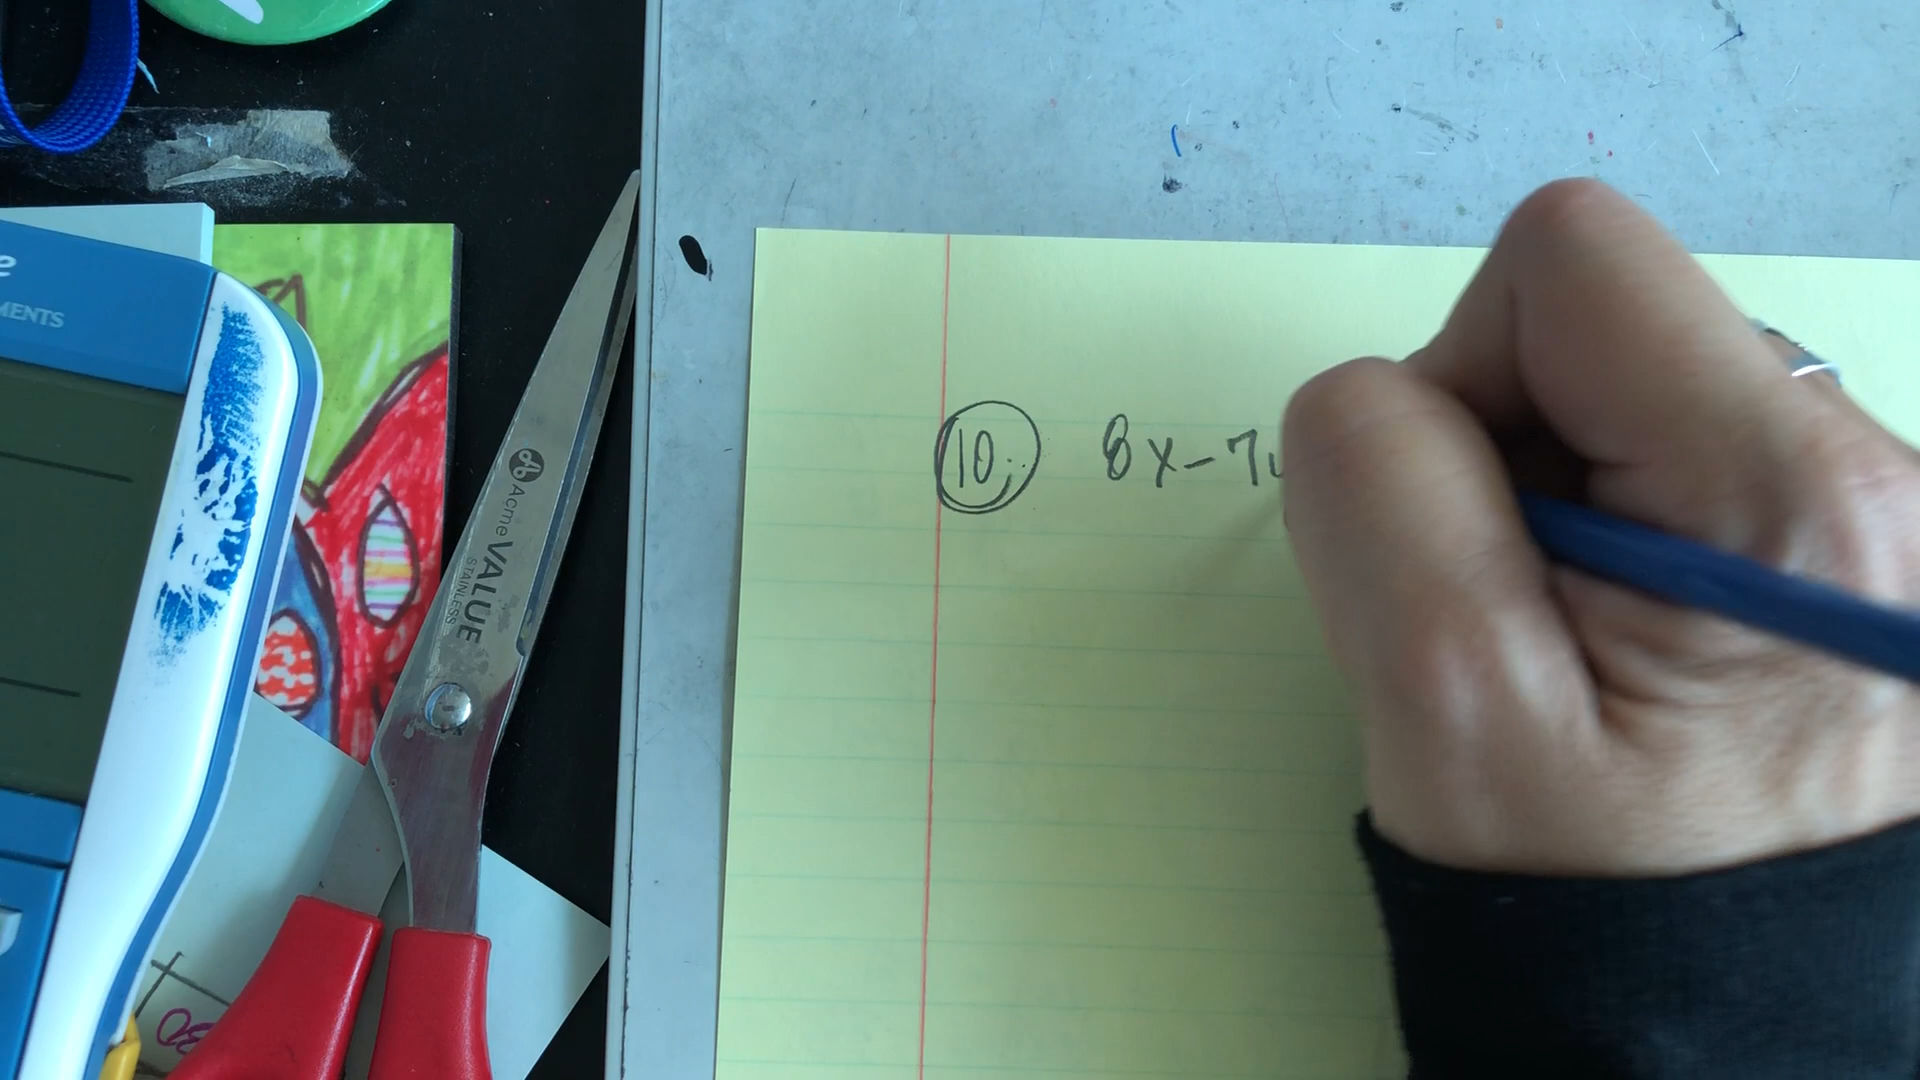 e
MENTS
Acme VALUE
STAINLESS
10. 8x-7